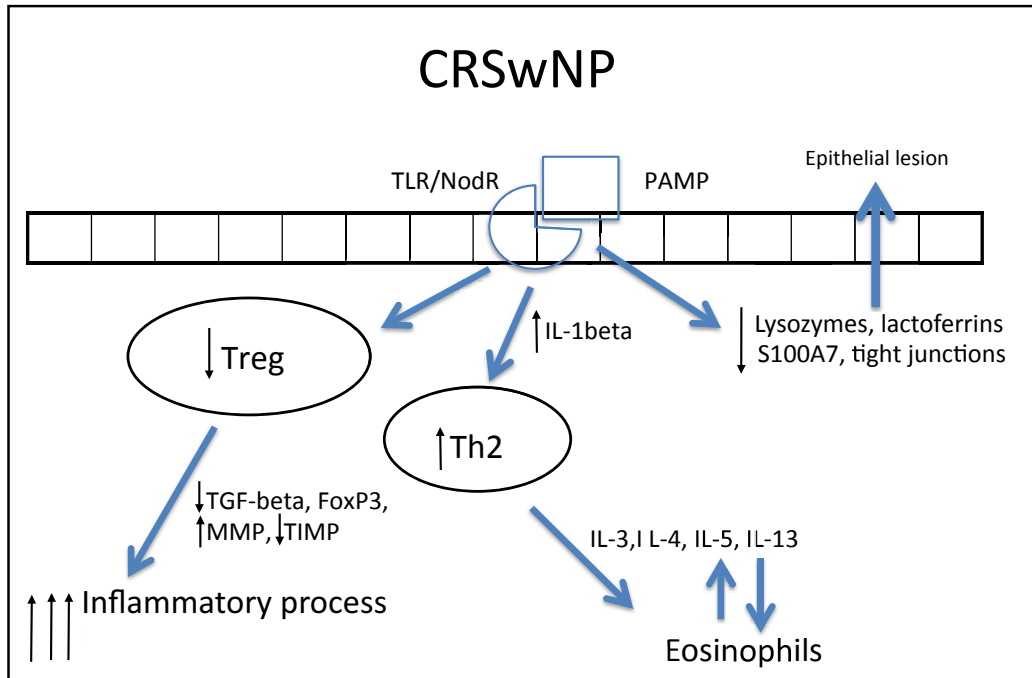 CRSwNP
Epithelial lesion
TLR/NodR
PAMP
↑IL-1beta
↓Lysozymes, lactoferrins
S100A7, tight junctions
↓Treg
↑Th2
↓TGF-beta, FoxP3,
↑MMP,↓TIMP
IL-3,I L-4, IL-5, IL-13
↑↑↑Inflammatory process
Eosinophils